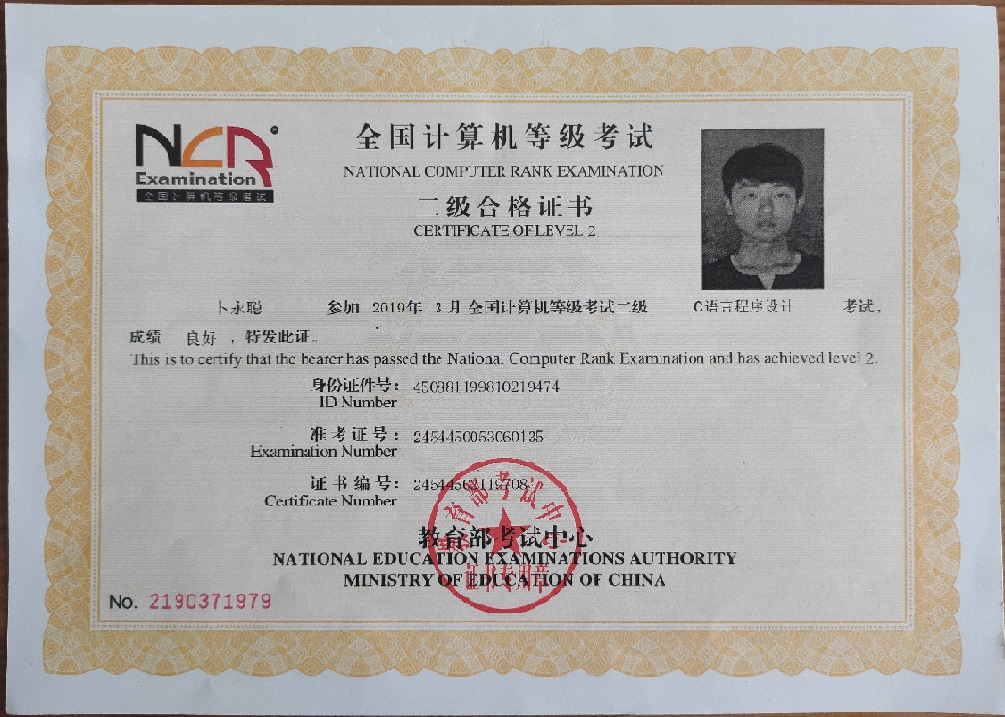 NCR
Examination
全国计算机等级考试
全国计算机等级考试
NATIONAL COMPUTER RANK EXAMINATION
二级合格证书
CERTIFICATE OF LEVEL 2
卜永聪 参加 2019年 3月 全国计算机等级考试二级 C语言程序设计 考试，
成绩 良好 ，特发此证。
This is to certify that the bearer has passed the National Computer Rank Examination and has achieved level 2.
身份证件号： 450381199810219474
ID Number
准考证号： 2454450053060135
Examination Number
证书编号：
Certificate Number
教育部考试中心
NATIONAL EDUCATION EXAMINATIONS AUTHORITY
MINISTRY OF EDUCATION OF CHINA
教育部考试中心
证书专用章
No. 2190371979